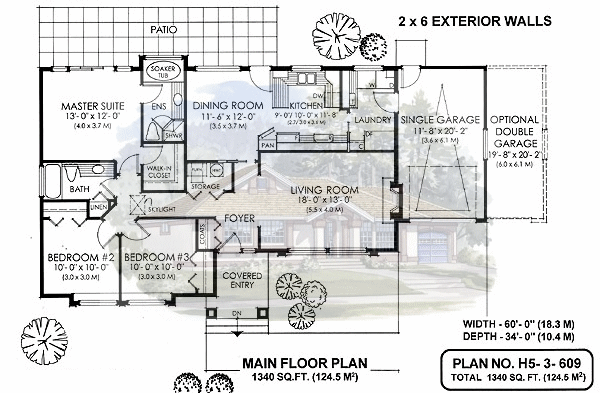 PATIO
2 x 6 EXTERIOR WALLS
SOAKER
TUB
MASTER SUITE
13'- 0" x 12'- 0"
(4.0 x 3.7 M)
ENS
SHWR
DINING ROOM
11'- 6" x 12'- 0"
(3.5 x 3.7 M)
DW
KITCHEN
9'- 0"/ 10'- 0" x 11'- 8"
(2.7/ 3.0 x 3.5 M)
F
PAN
W
D
LAUNDRY
C
DF
SINGLE GARAGE
11'- 8" x 20'- 2"
(3.6 x 6.1 M)
OPTIONAL
DOUBLE
GARAGE
19'- 8" x 20'- 2"
(6.0 x 6.1 M)
WALK-IN
CLOSET
FURN
HW
STORAGE
BATH
LINEN
SKYLIGHT
LIVING ROOM
18'- 0" x 13'- 0"
(5.5 x 4.0 M)
FOYER
COATS
BEDROOM #2
10'- 0" x 10'- 0"
(3.0 x 3.0 M)
BEDROOM #3
10'- 0" x 10'- 0"
(3.0 x 3.0 M)
COVERED
ENTRY
DN
WIDTH - 60'- 0" (18.3 M)
DEPTH - 34'- 0" (10.4 M)
MAIN FLOOR PLAN
1340 SQ.FT. (124.5 M²)
PLAN NO. H5- 3- 609
TOTAL 1340 SQ. FT. (124.5 M²)